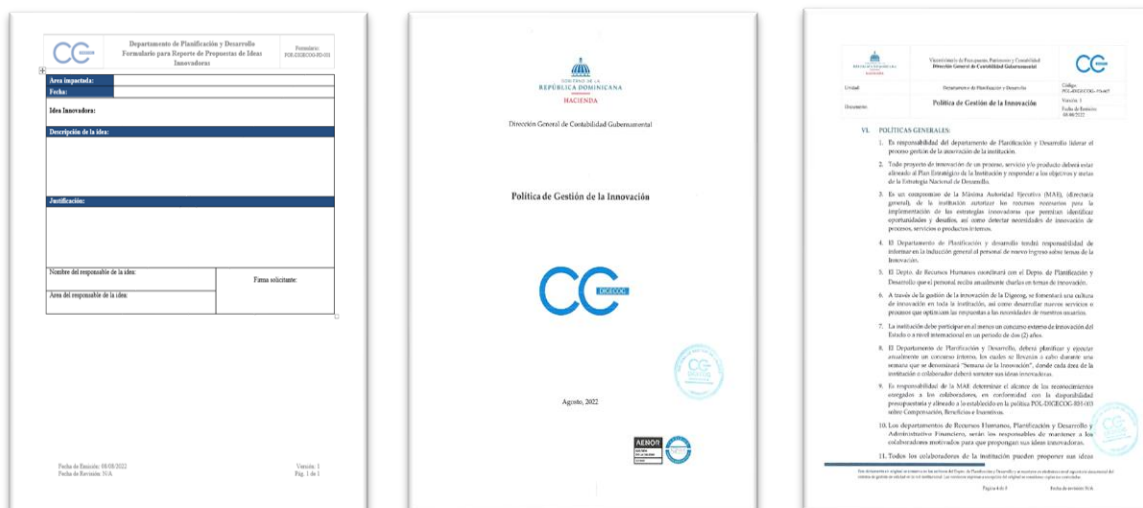 Departamento de Planificación y Desarrollo
Formulario para Reporte de Propuestas de Ideas
Innovadoras
Formulario:
Área impactada:
Fecha:
Idea Innovadora:
Descripción de la idea:
Justificación:
Nombre del responsable de la idea:
Firma solicitante:
Área del responsable de la idea:
Fecha de Emisión: 08/08/2022
Fecha de Revisión: N/A
Versión: 1
Pág. 1 de 1
GOBIERNO DE LA
REPÚBLICA DOMINICANA
HACIENDA
Dirección General de Contabilidad Gubernamental
Política de Gestión de la Innovación
DIGECOG
Agosto, 2022
AENOR
Viceministerio de Presupuesto, Patrimonio y Contabilidad
Dirección General de Contabilidad Gubernamental
Unidad
Departamento de Planificación y Desarrollo
Código:
Documento
Política de Gestión de la Innovación
Versión: 1
Fecha de Emisión:
08/08/2022
VI. POLÍTICAS GENERALES:
1. Es responsabilidad del departamento de Planificación y Desarrollo liderar el
proceso gestión de la innovación de la institución.
2. Todo proyecto de innovación de un proceso, servicio y/o producto deberá estar
alineado al Plan Estratégico de la Institución y responder a los objetivos y metas
de la Estrategia Nacional de Desarrollo.
3. Es un compromiso de la Máxima Autoridad Ejecutiva (MAE), (director/a
general), de la institución autorizar los recursos necesarios para la
implementación de las estrategias innovadoras que permitan identificar
oportunidades y desafíos, así como detectar necesidades de innovación de
procesos, servicios o productos internos.
4. El Departamento de Planificación y desarrollo tendrá responsabilidad de
informar en la inducción general al personal de nuevo ingreso sobre temas de la
Innovación.
5. El Depto. de Recursos Humanos coordinará con el Depto. de Planificación y
Desarrollo que el personal reciba anualmente charlas en temas de innovación.
6. A través de la gestión de la innovación de la Digecog, se fomentará una cultura
de innovación en toda la institución, así como desarrollar nuevos servicios o
procesos que optimicen las respuestas a las necesidades de nuestros usuarios.
7. La institución debe participar en al menos un concurso externo de innovación del
Estado o a nivel internacional en un periodo de dos (2) años.
8. El Departamento de Planificación y Desarrollo, deberá planificar y ejecutar
anualmente un concurso interno, los cuales se llevarán a cabo durante una
semana que se denominará "Semana de la Innovación", donde cada área de la
institución o colaborador deberá someter sus ideas innovadoras.
9. Es responsabilidad de la MAE determinar el alcance de los reconocimientos
otorgados a los colaboradores, en conformidad con la disponibilidad
presupuestaria y alineado a lo establecido en la política POL-DIGECOG-RH-003
sobre Compensación, Beneficios e Incentivos.
10. Los departamentos de Recursos Humanos, Planificación y Desarrollo y
Administrativo Financiero, serán los responsables de mantener a los
colaboradores motivados para que propongan sus ideas innovadoras.
11. Todos los colaboradores de la institución pueden proponer sus ideas
Fecha de revisión: N/A